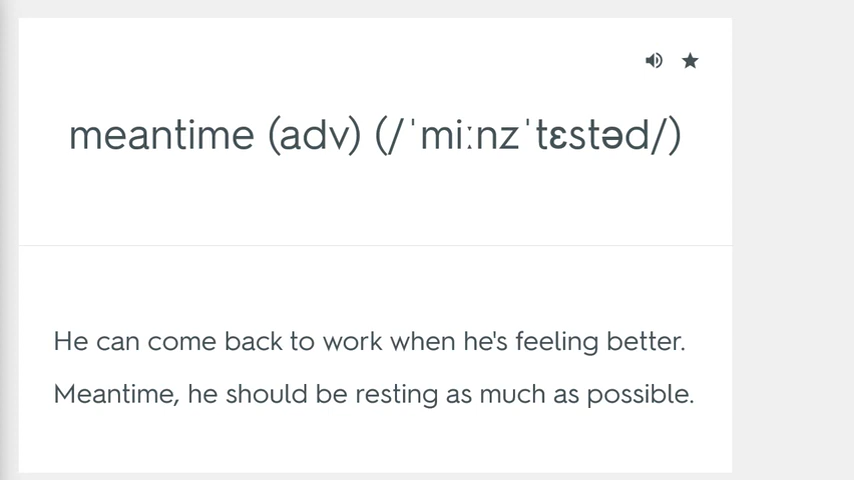 meantime (adv) (/ˈmiːnzˈtɛstəd/)
He can come back to work when he's feeling better.
Meantime, he should be resting as much as possible.